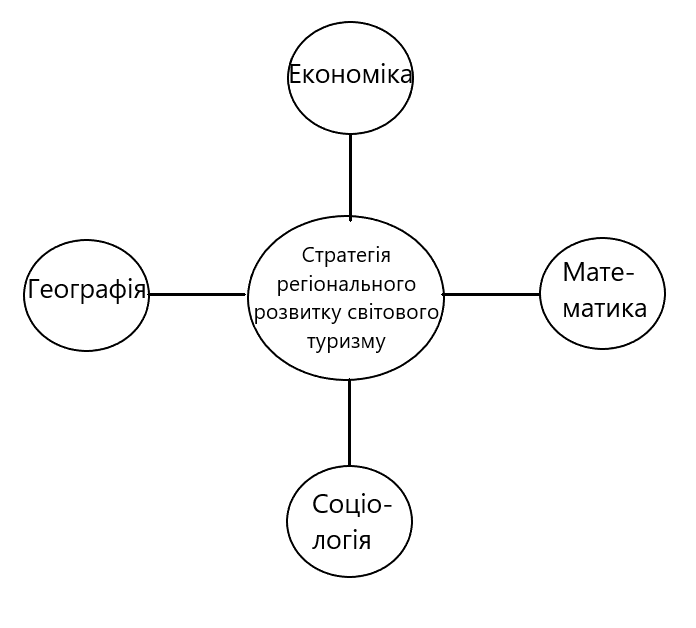 Економіка
Географія
Стратегія
регіонального
розвитку світового
туризму
Мате-
матика
Соціо-
логія